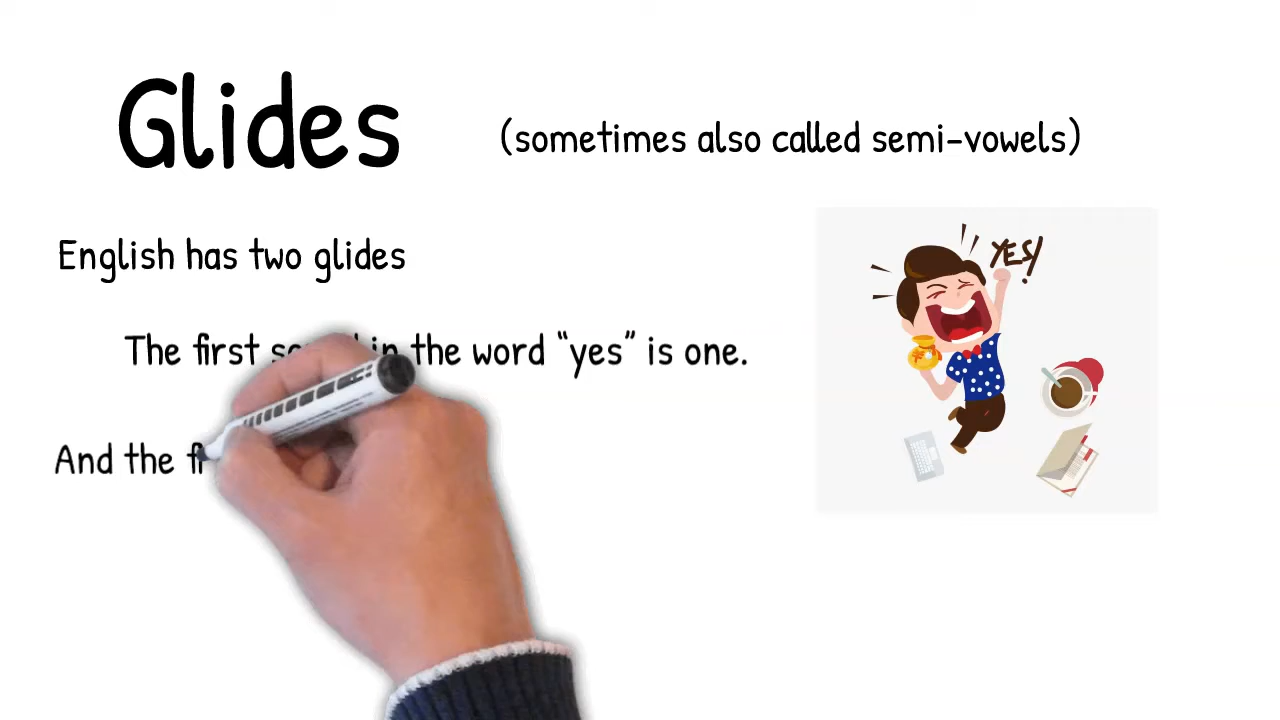 Glides (sometimes also called semi-vowels)
English has two glides
YES!
The first in the word “yes” is one.
And the